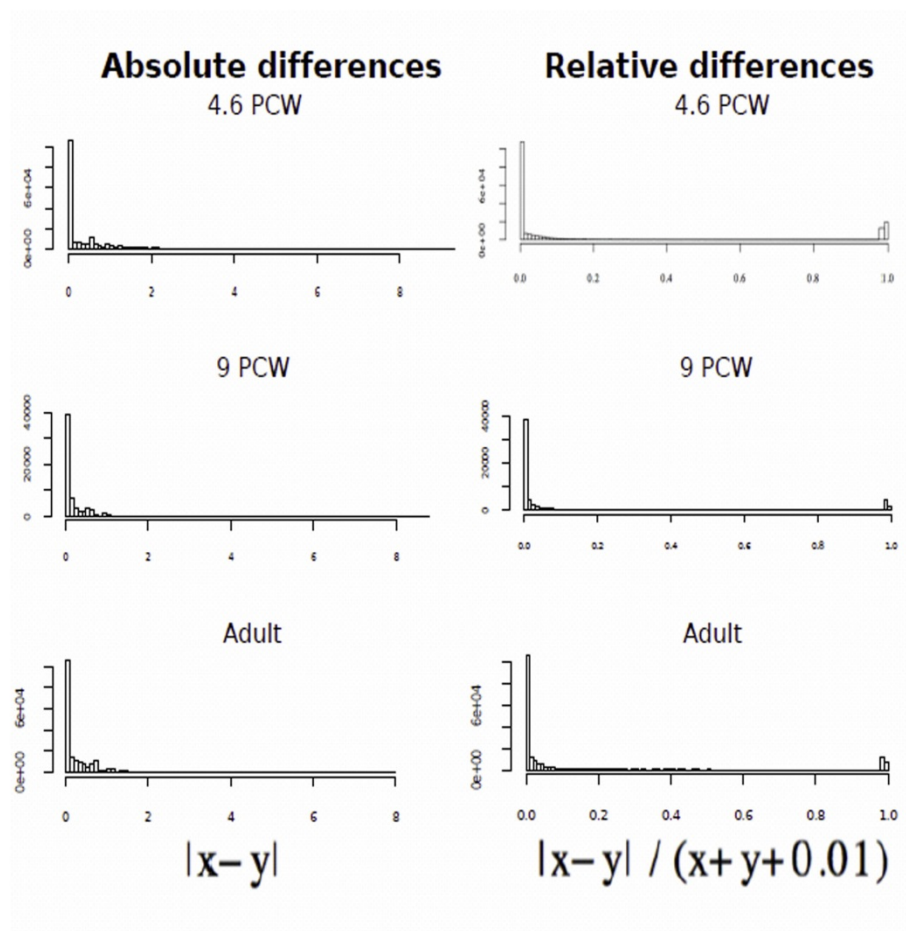 Absolute differences Relative differences
4.6 PCW 4.6 PCW
6e+04 0e+00
0 2 4 6 8
6e+04 0e+00
0.0 0.2 0.4 0.6 0.8 1.0
9 PCW 9 PCW
40000 20000 0
0 2 4 6 8
40000 20000 0
0.0 0.2 0.4 0.6 0.8 1.0
Adult Adult
6e+04 0e+00
0 2 4 6 8
6e+04 0e+00
0.0 0.2 0.4 0.6 0.8 1.0
|x− y| |x− y| / (x+ y+0.01)